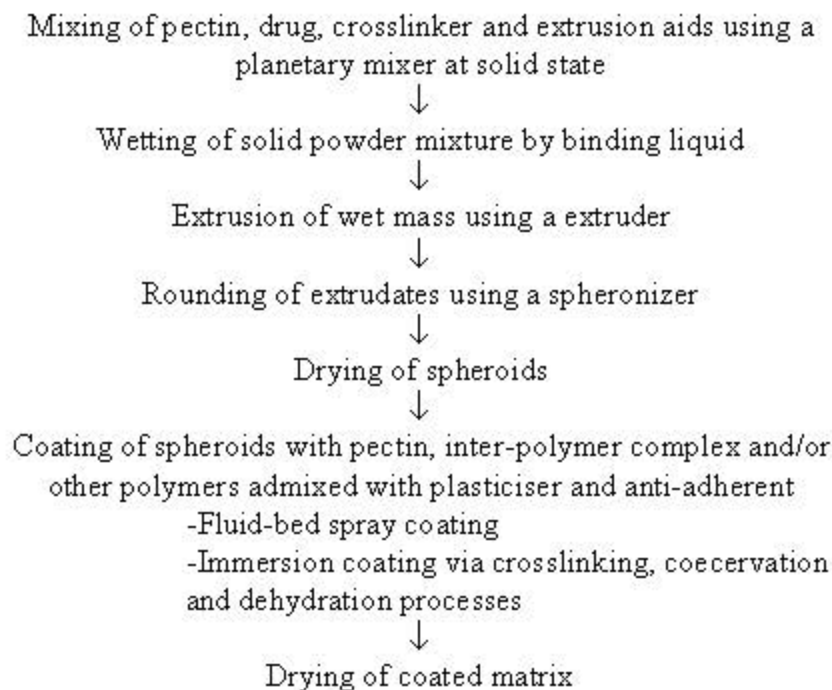 Mixing of pectin, drug, crosslinker and extrusion aids using a
planetary mixer at solid state
↓
Wetting of solid powder mixture by binding liquid
↓
Extrusion of wet mass using a extruder
↓
Rounding of extrudates using a spheronizer
↓
Drying of spheroids
↓
Coating of spheroids with pectin, inter-polymer complex and/or
other polymers admixed with plasticiser and anti-adherent
-Fluid-bed spray coating
-Immersion coating via crosslinking, coecervation
and dehydration processes
↓
Drying of coated matrix